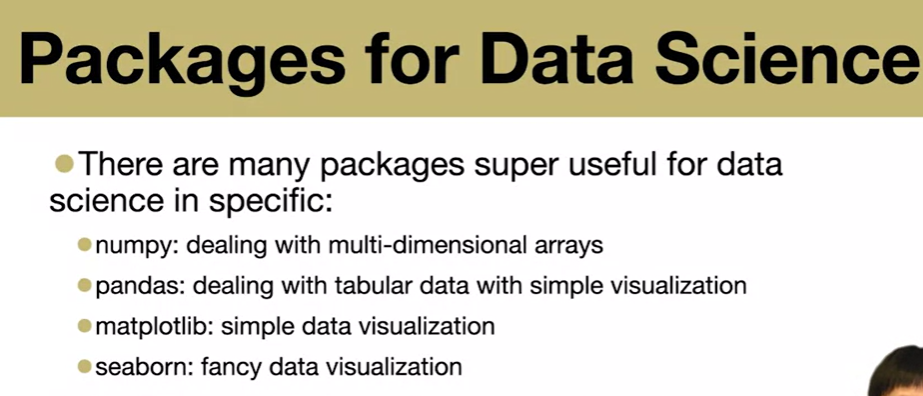 Packages for Data Science
There are many packages super useful for data
science in specific:
numpy: dealing with multi-dimensional arrays
pandas: dealing with tabular data with simple visualization
matplotlib: simple data visualization
seaborn: fancy data visualization